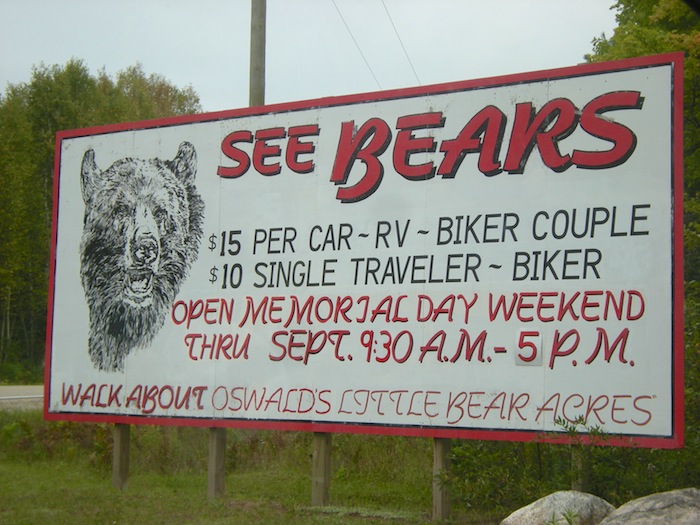 SEE BEARS
$15 PER CAR ~ RV ~ BIKER COUPLE
$10 SINGLE TRAVELER ~ BIKER
OPEN MEMORIAL DAY WEEKEND
THRU SEPT. 9:30 A.M.- 5 P.M.
WALK ABOUT OSWALD'S LITTLE BEAR ACRES"